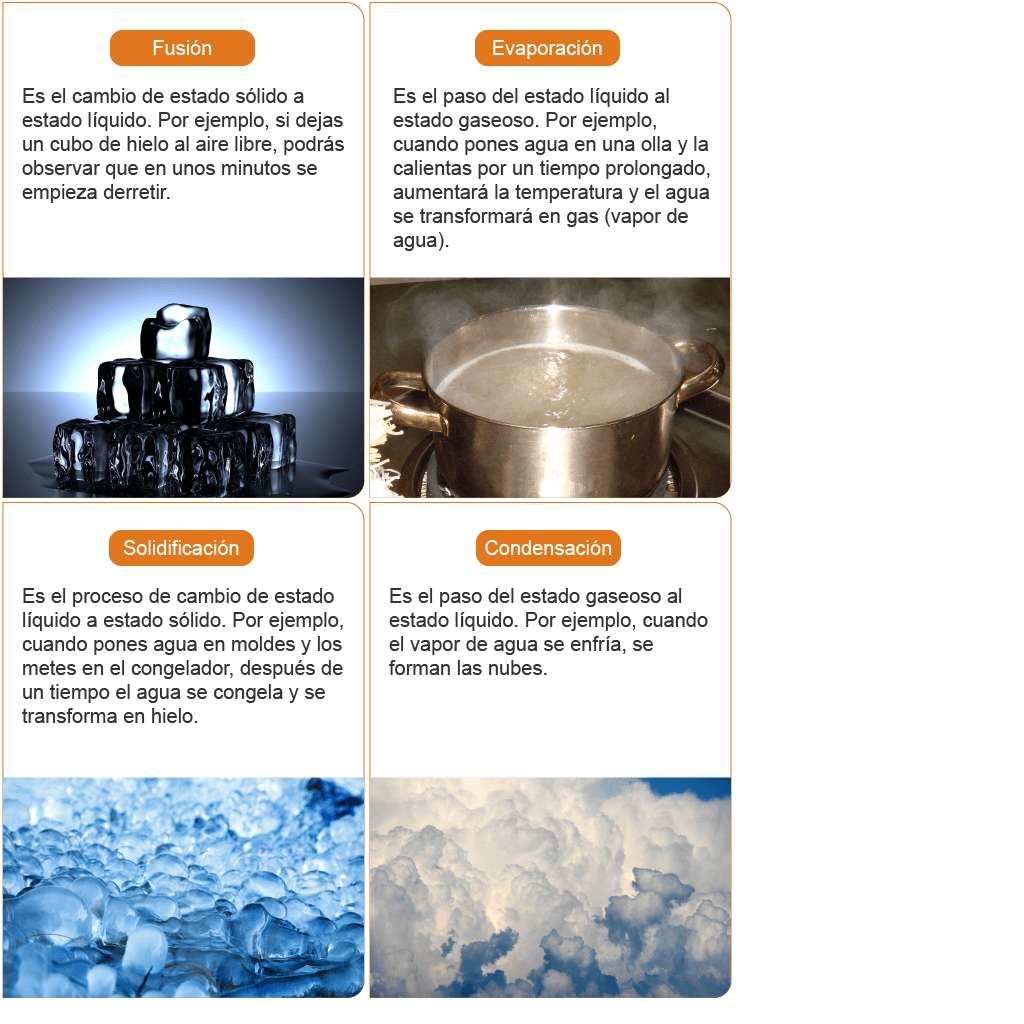 Fusión
Es el cambio de estado sólido a
estado líquido. Por ejemplo, si dejas
un cubo de hielo al aire libre, podrás
observar que en unos minutos se
empieza derretir.
Evaporación
Es el paso del estado líquido al
estado gaseoso. Por ejemplo,
cuando pones agua en una olla y la
calientas por un tiempo prolongado,
aumentará la temperatura y el agua
se transformará en gas (vapor de
agua).
Solidificación
Es el proceso de cambio de estado
líquido a estado sólido. Por ejemplo,
cuando pones agua en moldes y los
metes en el congelador, después de
un tiempo el agua se congela y se
transforma en hielo.
Condensación
Es el paso del estado gaseoso al
estado líquido. Por ejemplo, cuando
el vapor de agua se enfría, se
forman las nubes.